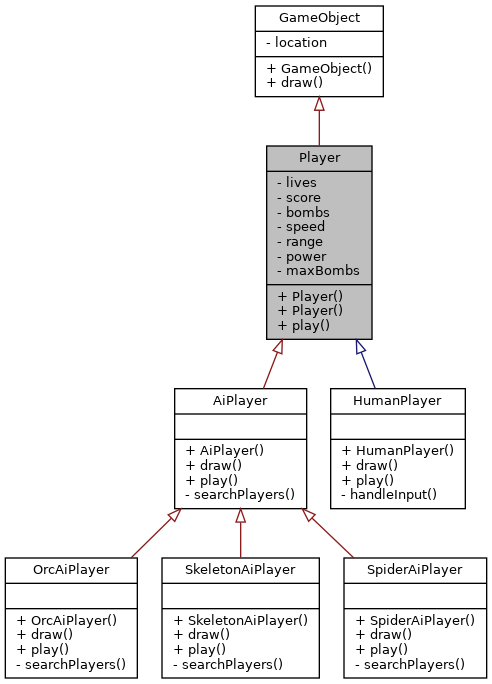 GameObject
- location
+ GameObject()
+ draw()
Player
- lives
- score
- bombs
- speed
- range
- power
- maxBombs
+ Player()
+ Player()
+ play()
AiPlayer
+ AiPlayer()
+ draw()
+ play()
- searchPlayers()
HumanPlayer
+ HumanPlayer()
+ draw()
+ play()
- handleInput()
OrcAiPlayer
+ OrcAiPlayer()
+ draw()
+ play()
- searchPlayers()
SkeletonAiPlayer
+ SkeletonAiPlayer()
+ draw()
+ play()
- searchPlayers()
SpiderAiPlayer
+ SpiderAiPlayer()
+ draw()
+ play()
- searchPlayers()